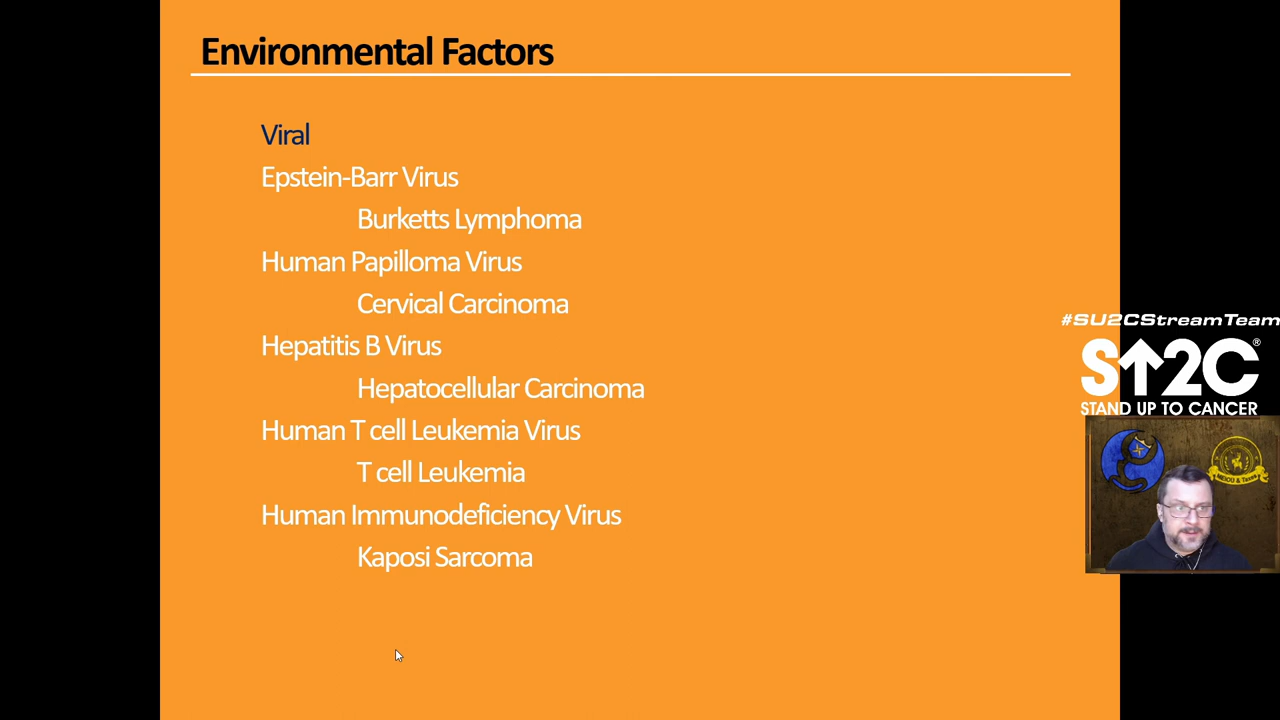 Environmental Factors
Viral
Epstein-Barr Virus
Burketts Lymphoma
Human Papilloma Virus
Cervical Carcinoma
Hepatitis B Virus
Hepatocellular Carcinoma
Human T cell Leukemia Virus
T cell Leukemia
Human Immunodeficiency Virus
Kaposi Sarcoma
#SU2CStreamTeam
S↑2C®
STAND UP TO CANCER